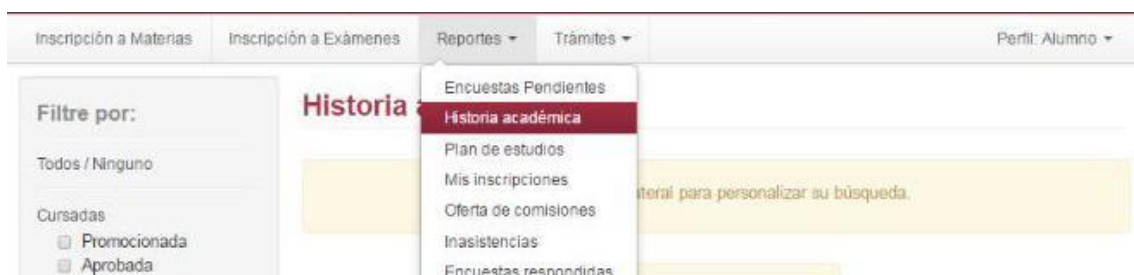 Inscripción a Materias Inscripción a Exámenes Reportes Trámites Perfil: Alumno
Filtre por:
Todos / Ninguno
Cursadas
Promocionada
Aprobada
Historia
Encuestas Pendientes
Historia académica
Plan de estudios
Mis inscripciones
Oferta de comisiones
Inasistencias
Encuestas respondidas
para personalizar su búsqueda.